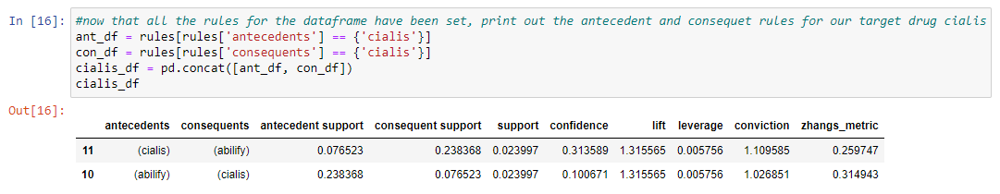 In [16]: #now that all the rules for the dataframe have been set, print out the antecedent and consequet rules for our target drug cialis
ant_df = rules[rules['antecedents'] == {'cialis'}]
con_df = rules[rules['consequents'] == {'cialis'}]
cialis_df = pd.concat([ant_df, con_df])
cialis_df
Out[16]:
antecedents consequents antecedent support consequent support support confidence lift leverage conviction zhangs_metric
11 (cialis) (abilify) 0.076523 0.238368 0.023997 0.313589 1.315565 0.005756 1.109585 0.259747
10 (abilify) (cialis) 0.238368 0.076523 0.023997 0.100671 1.315565 0.005756 1.026851 0.314943